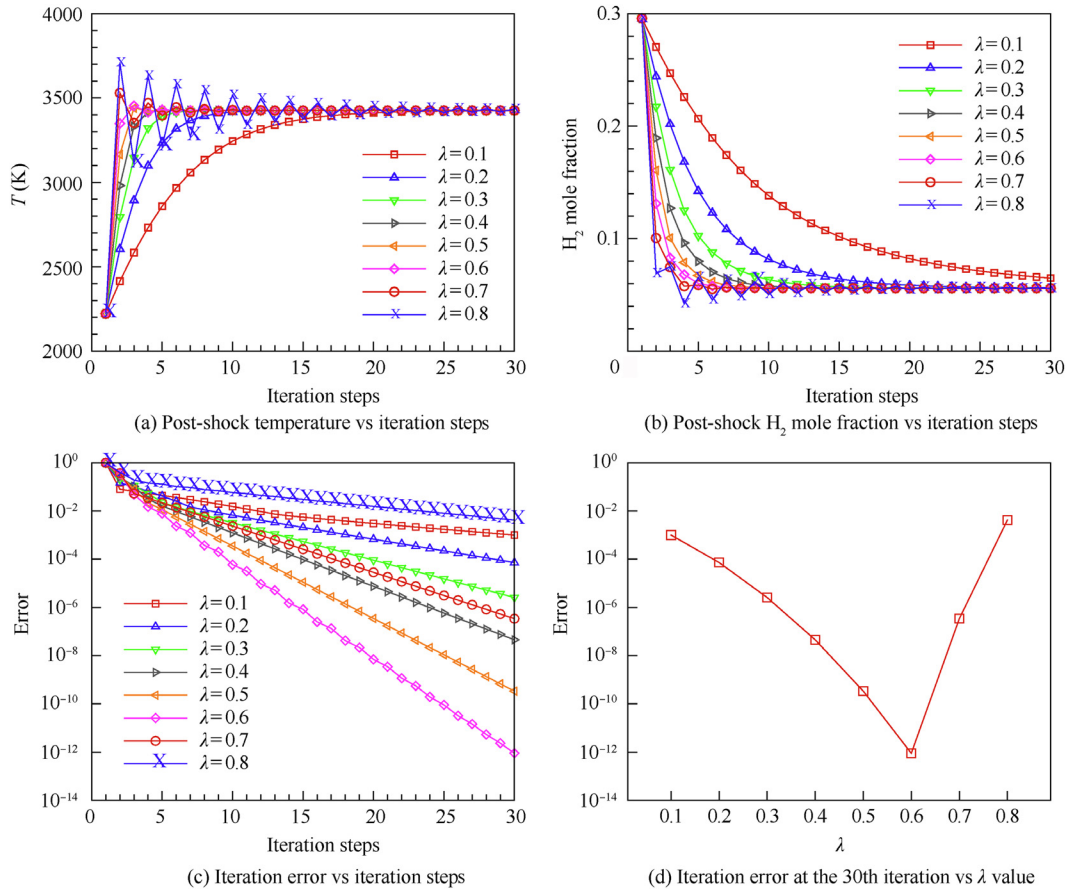 4000
3500
3000
2500
2000
T (K)
λ=0.1
λ=0.2
λ=0.3
λ=0.4
λ=0.5
λ=0.6
λ=0.7
λ=0.8
0 5 10 15 20 25 30
Iteration steps
(a) Post-shock temperature vs iteration steps
0.3
0.2
0.1
H2 mole fraction
λ=0.1
λ=0.2
λ=0.3
λ=0.4
λ=0.5
λ=0.6
λ=0.7
λ=0.8
0 5 10 15 20 25 30
Iteration steps
(b) Post-shock H2 mole fraction vs iteration steps
10^0
10^−2
10^−4
10^−6
10^−8
10^−10
10^−12
10^−14
Error
λ=0.1
λ=0.2
λ=0.3
λ=0.4
λ=0.5
λ=0.6
λ=0.7
λ=0.8
0 5 10 15 20 25 30
Iteration steps
(c) Iteration error vs iteration steps
10^0
10^−2
10^−4
10^−6
10^−8
10^−10
10^−12
10^−14
Error
0.1 0.2 0.3 0.4 0.5 0.6 0.7 0.8
λ
(d) Iteration error at the 30th iteration vs λ value